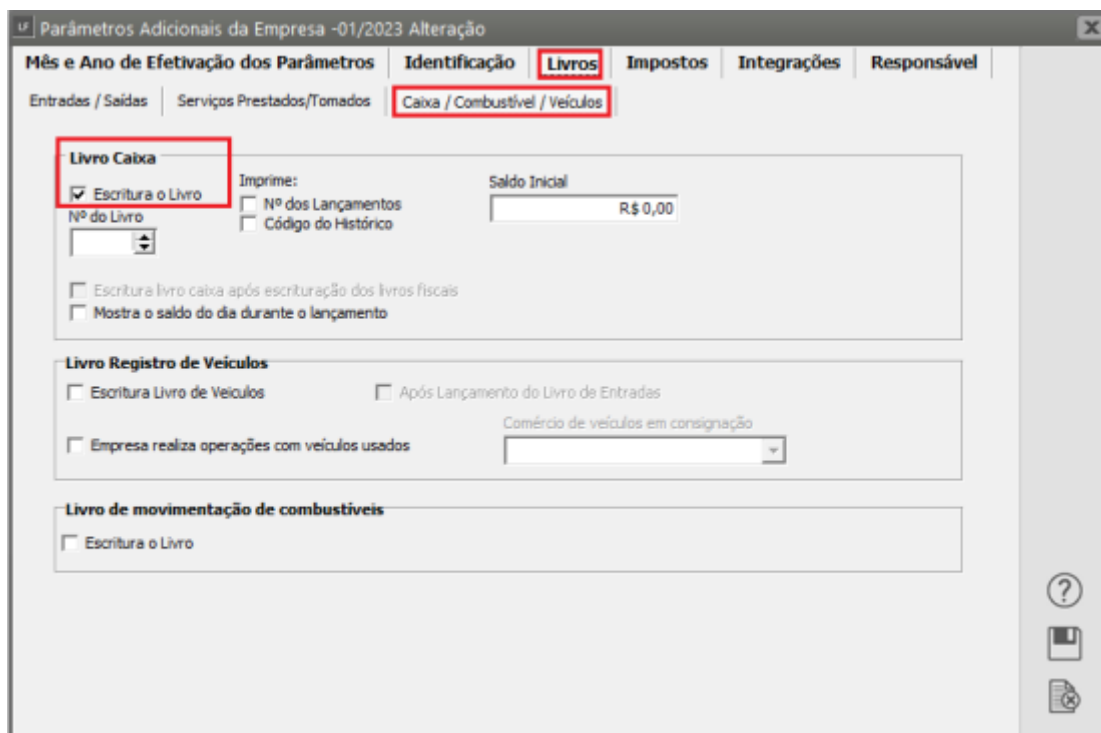 LF Parâmetros Adicionais da Empresa -01/2023 Alteração
Mês e Ano de Efetivação dos Parâmetros Identificação Livros Impostos Integrações Responsável
Entradas / Saídas Serviços Prestados/Tomados Caixa / Combustível / Veículos
Livro Caixa
Escritura o Livro
Imprime:
Nº dos Lançamentos
Código do Histórico
Saldo Inicial
R$ 0,00
Nº do Livro
Escritura livro caixa após escrituração dos livros fiscais
Mostra o saldo do dia durante o lançamento
Livro Registro de Veículos
Escritura Livro de Veiculos Após Lançamento do Livro de Entradas
Empresa realiza operações com veículos usados
Comércio de veículos em consignação
Livro de movimentação de combustíveis
Escritura o Livro